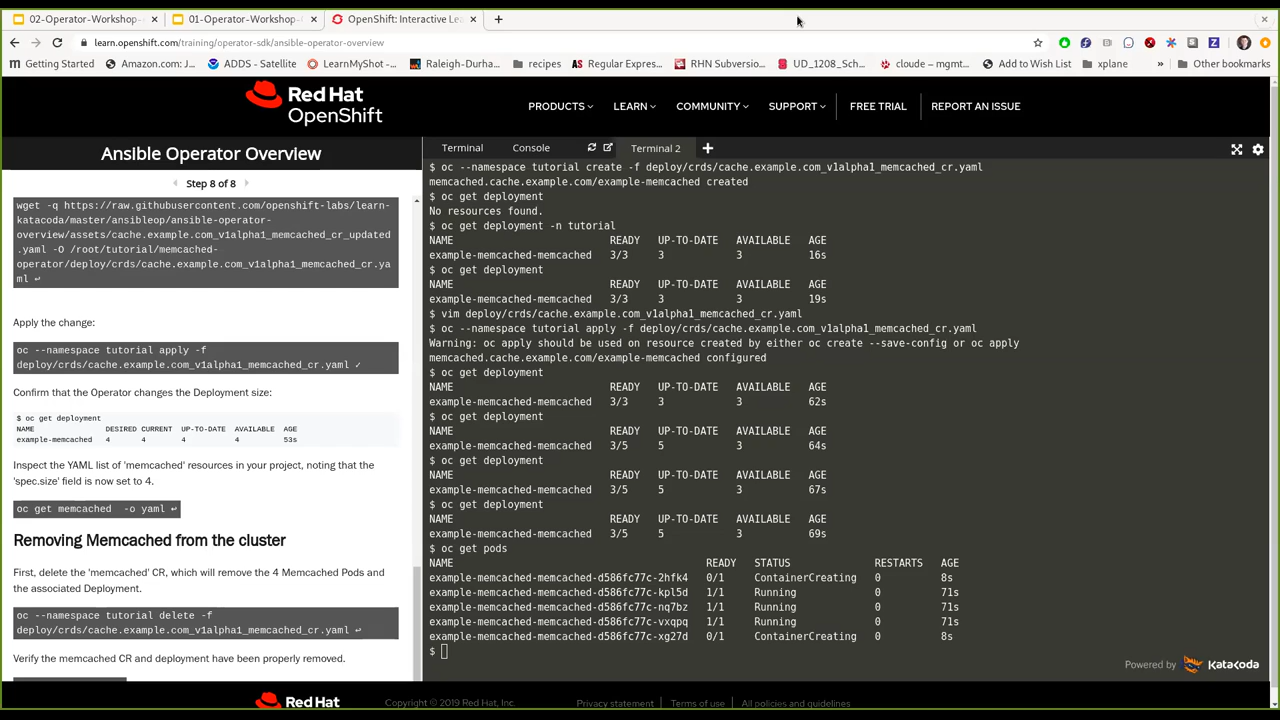 02-Operator-Workshop-
01-Operator-Workshop-
OpenShift: Interactive Lea
learn.openshift.com/training/operator-sdk/ansible-operator-overview
Getting Started
Amazon.com: ...
ADDS - Satellite
LearnMyShot -...
Raleigh-Durha...
recipes
Regular Expres...
RHN Subversio...
UD_1208_Sch...
cloude – mgmt...
Add to Wish List
xplane
Other bookmarks
Red Hat
OpenShift
PRODUCTS
LEARN
COMMUNITY
SUPPORT
FREE TRIAL
REPORT AN ISSUE
Ansible Operator Overview
Step 8 of 8
wget -q https://raw.githubusercontent.com/openshift-labs/learn-
katacoda/master/ansibleop/ansible-operator-
overview/assets/cache.example.com_v1alpha1_memcached_cr_updated
.yaml -O /root/tutorial/memcached-
operator/deploy/crds/cache.example.com_v1alpha1_memcached_cr.ya
ml ↵
Apply the change:
oc --namespace tutorial apply -f
deploy/crds/cache.example.com_v1alpha1_memcached_cr.yaml ✓
Confirm that the Operator changes the Deployment size:
$ oc get deployment
NAME DESIRED CURRENT UP-TO-DATE AVAILABLE AGE
example-memcached 4 4 4 4 53s
Inspect the YAML list of 'memcached' resources in your project, noting that the
'spec.size' field is now set to 4.
oc get memcached -o yaml ↵
Removing Memcached from the cluster
First, delete the 'memcached' CR, which will remove the 4 Memcached Pods and
the associated Deployment.
oc --namespace tutorial delete -f
deploy/crds/cache.example.com_v1alpha1_memcached_cr.yaml ↵
Verify the memcached CR and deployment have been properly removed.
Terminal
Console
Terminal 2
$ oc --namespace tutorial create -f deploy/crds/cache.example.com_v1alpha1_memcached_cr.yaml
memcached.cache.example.com/example-memcached created
$ oc get deployment
No resources found.
$ oc get deployment -n tutorial
NAME READY UP-TO-DATE AVAILABLE AGE
example-memcached-memcached 3/3 3 3 16s
$ oc get deployment
NAME READY UP-TO-DATE AVAILABLE AGE
example-memcached-memcached 3/3 3 3 19s
$ vim deploy/crds/cache.example.com_v1alpha1_memcached_cr.yaml
$ oc --namespace tutorial apply -f deploy/crds/cache.example.com_v1alpha1_memcached_cr.yaml
Warning: oc apply should be used on resource created by either oc create --save-config or oc apply
memcached.cache.example.com/example-memcached configured
$ oc get deployment
NAME READY UP-TO-DATE AVAILABLE AGE
example-memcached-memcached 3/3 3 3 62s
$ oc get deployment
NAME READY UP-TO-DATE AVAILABLE AGE
example-memcached-memcached 3/5 5 3 64s
$ oc get deployment
NAME READY UP-TO-DATE AVAILABLE AGE
example-memcached-memcached 3/5 5 3 67s
$ oc get deployment
NAME READY UP-TO-DATE AVAILABLE AGE
example-memcached-memcached 3/5 5 3 69s
$ oc get pods
NAME READY STATUS RESTARTS AGE
example-memcached-memcached-d586fc77c-2hfk4 0/1 ContainerCreating 0 8s
example-memcached-memcached-d586fc77c-kpl5d 1/1 Running 0 71s
example-memcached-memcached-d586fc77c-nq7bz 1/1 Running 0 71s
example-memcached-memcached-d586fc77c-vxqpq 1/1 Running 0 71s
example-memcached-memcached-d586fc77c-xg27d 0/1 ContainerCreating 0 8s
$
Powered by KATAKODA
Red Hat
Copyright © 2019 Red Hat, Inc.
Privacy statement
Terms of use
All policies and guidelines